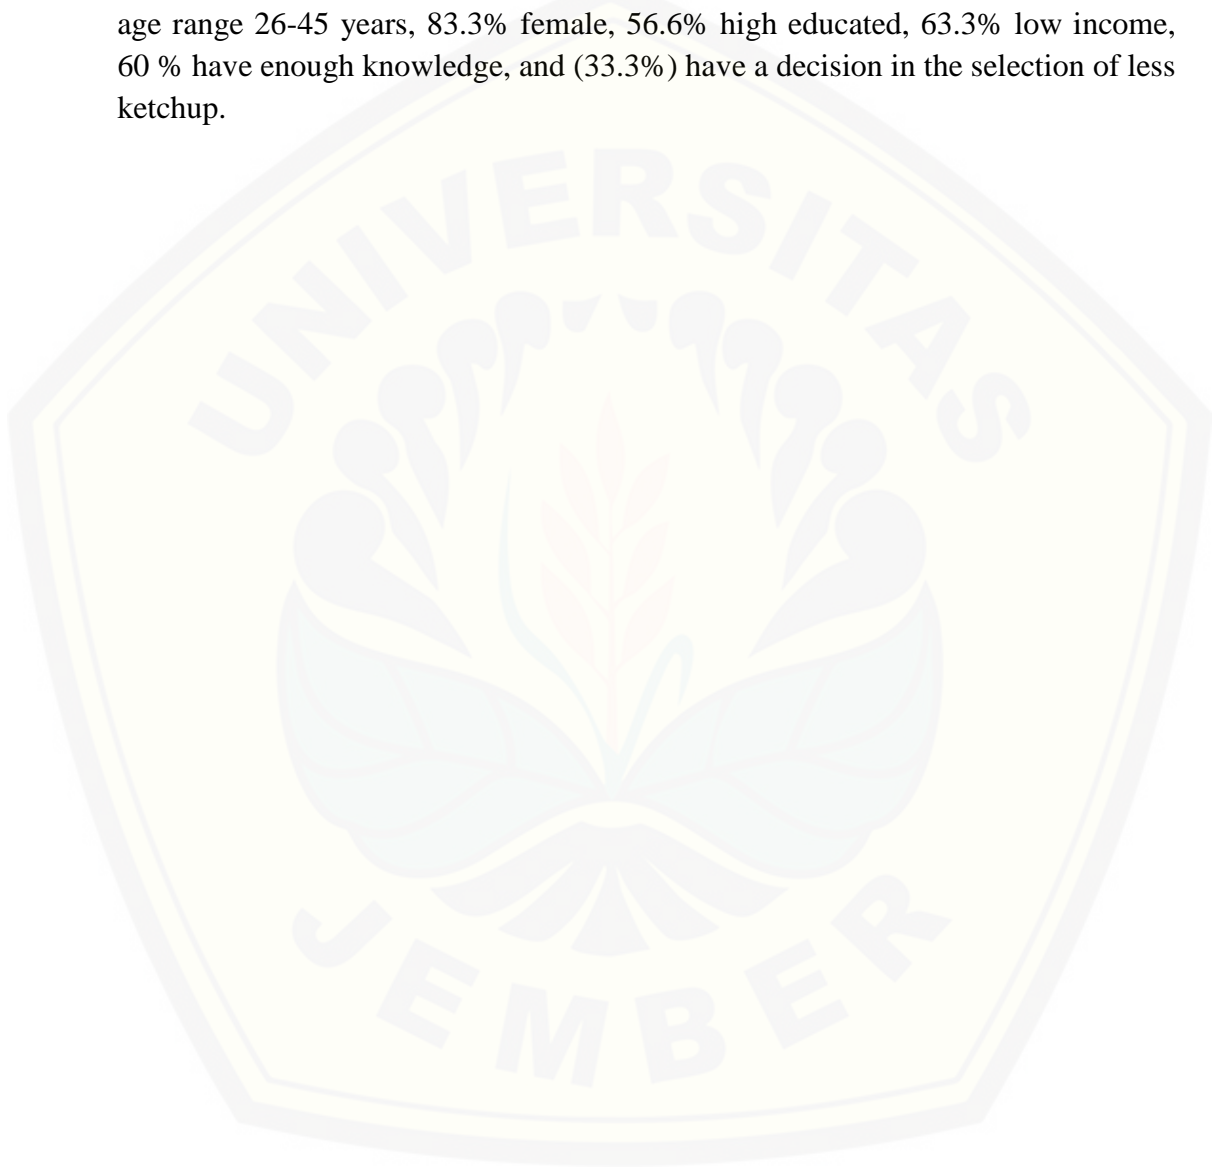 age range 26-45 years, 83.3% female, 56.6% high educated, 63.3% low income,
60 % have enough knowledge, and (33.3%) have a decision in the selection of less
ketchup.
UNIVERSITAS
JEMBER